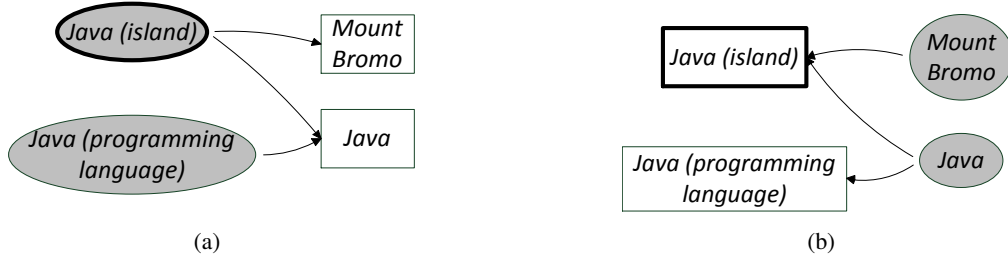 Java (island)
Mount
Bromo
Java (programming
language)
Java
(a)
Java (island)
Mount
Bromo
Java (programming
language)
Java
(b)